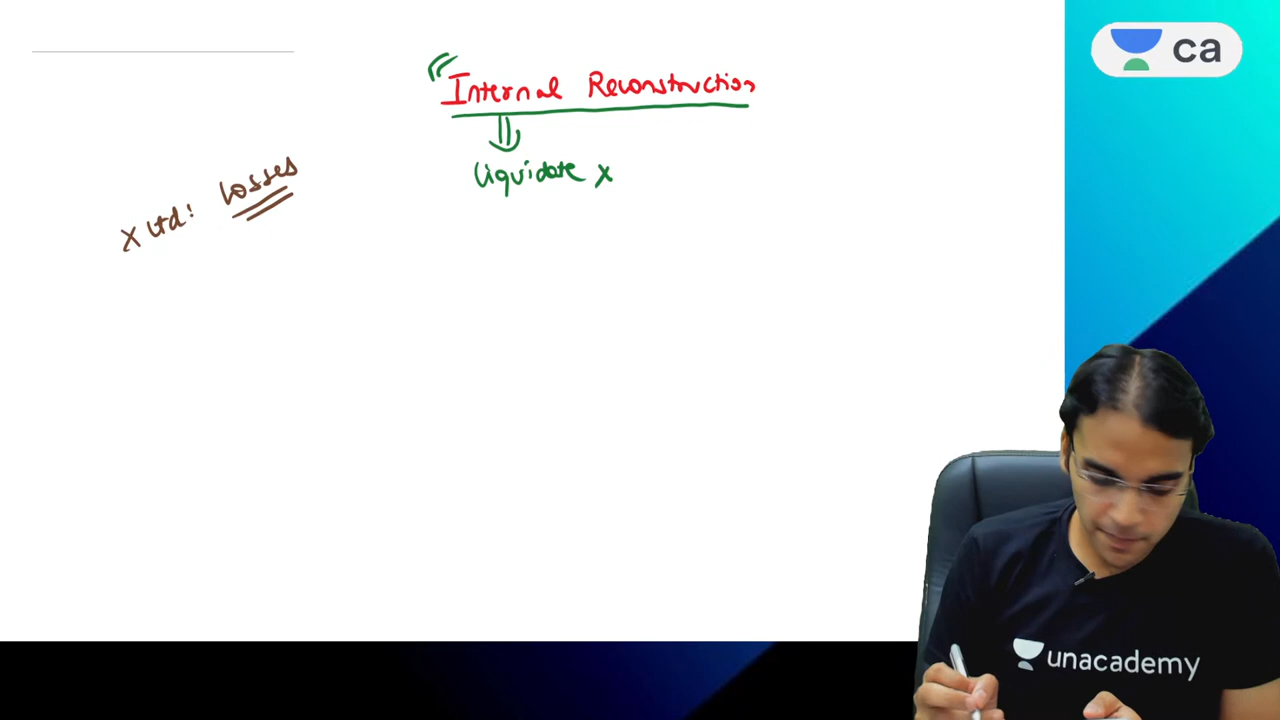 Internal Reconstruction
liquidate x
X Ltd: Losses
ca
unacademy